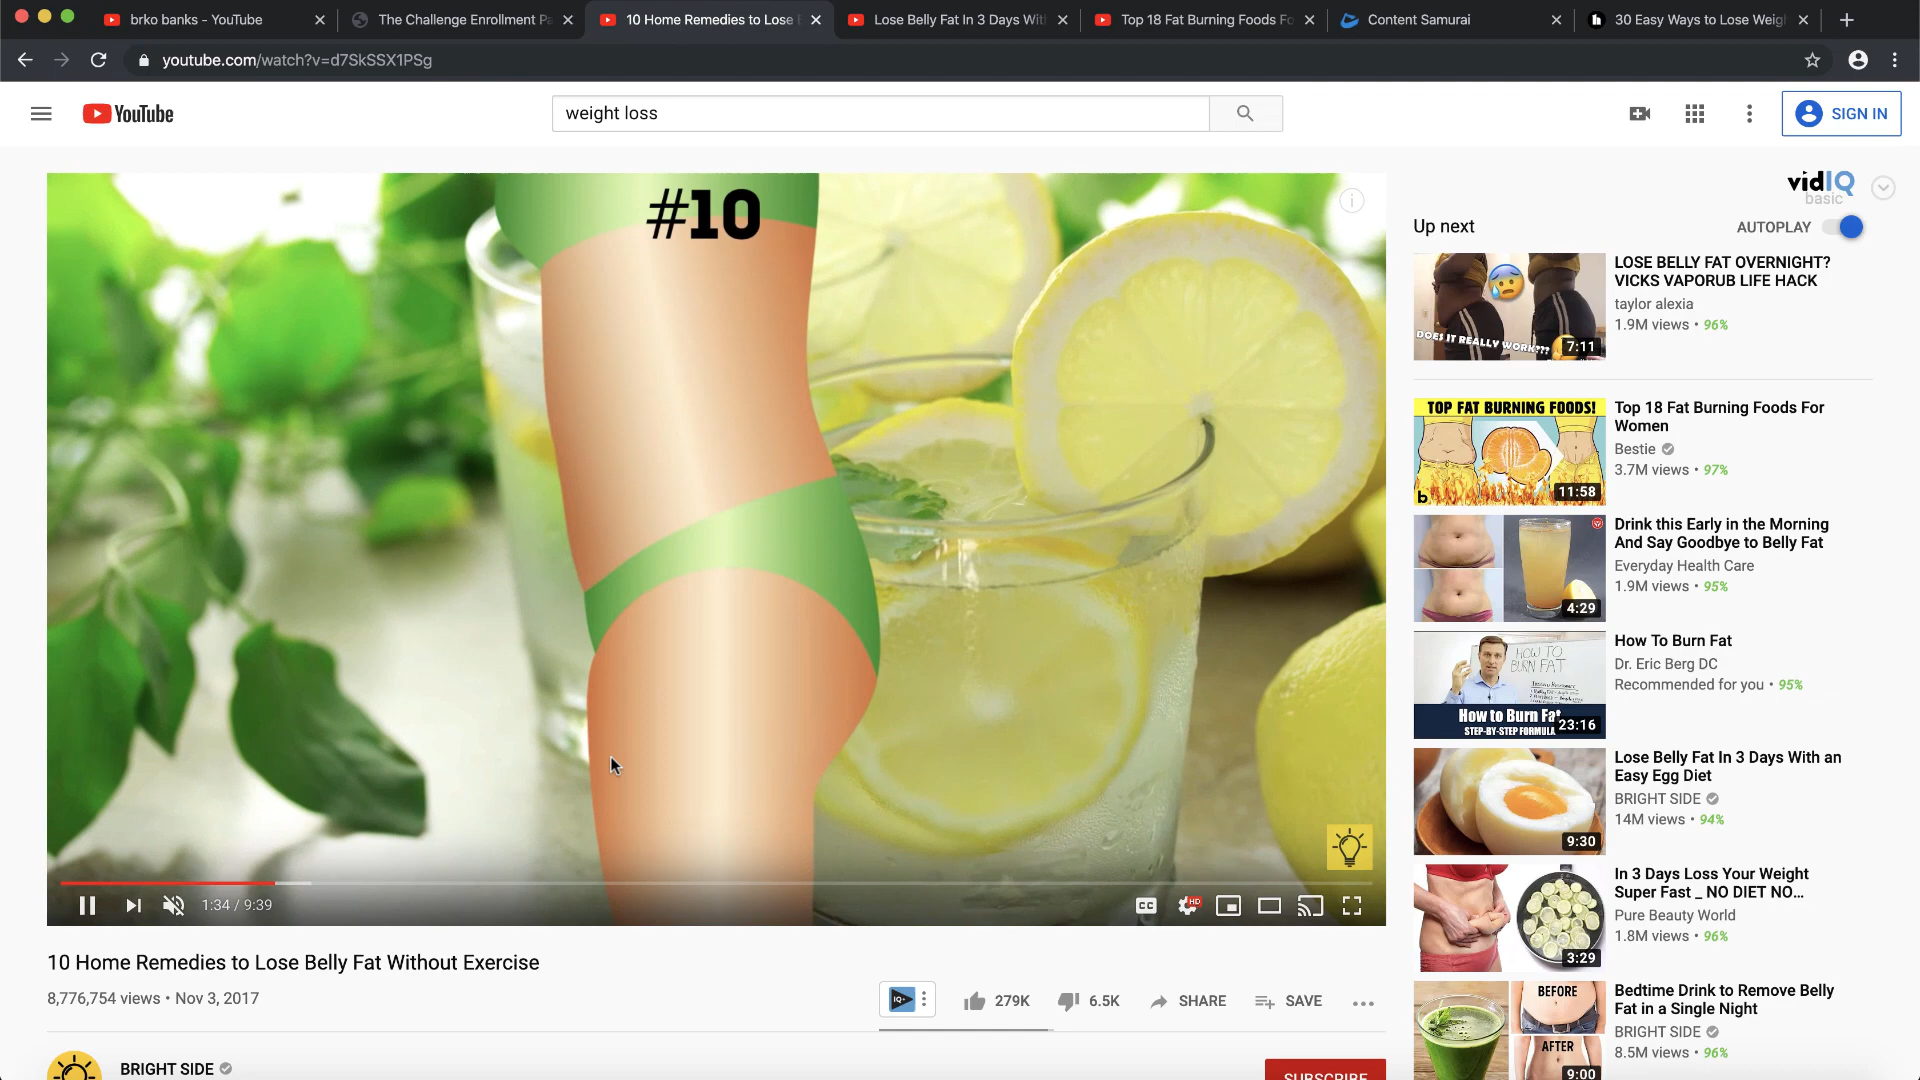 brko banks - YouTube
The Challenge Enrollment Pa
10 Home Remedies to Lose
Lose Belly Fat In 3 Days Wit
Top 18 Fat Burning Foods Fo
Content Samurai
30 Easy Ways to Lose Weig
youtube.com/watch?v=d7SkSSX1PSg
YouTube
weight loss
SIGN IN
#10
vidIQ
basic
Up next
AUTOPLAY
DOES IT REALLY WORK???
7:11
LOSE BELLY FAT OVERNIGHT?
VICKS VAPORUB LIFE HACK
taylor alexia
1.9M views • 96%
TOP FAT BURNING FOODS!
b
11:58
Top 18 Fat Burning Foods For
Women
Bestie
3.7M views • 97%
4:29
Drink this Early in the Morning
And Say Goodbye to Belly Fat
Everyday Health Care
1.9M views • 95%
HOW TO
BURN FAT
How to Burn Fat
STEP-BY-STEP FORMULA
23:16
How To Burn Fat
Dr. Eric Berg DC
Recommended for you • 95%
9:30
Lose Belly Fat In 3 Days With an
Easy Egg Diet
BRIGHT SIDE
14M views • 94%
3:29
In 3 Days Loss Your Weight
Super Fast _ NO DIET NO...
Pure Beauty World
1.8M views • 96%
BEFORE
AFTER
9:00
Bedtime Drink to Remove Belly
Fat in a Single Night
BRIGHT SIDE
8.5M views • 96%
1:34 / 9:39
CC
HD
10 Home Remedies to Lose Belly Fat Without Exercise
8,776,754 views • Nov 3, 2017
IQ
279K
6.5K
SHARE
SAVE
BRIGHT SIDE
SUBSCRIBE